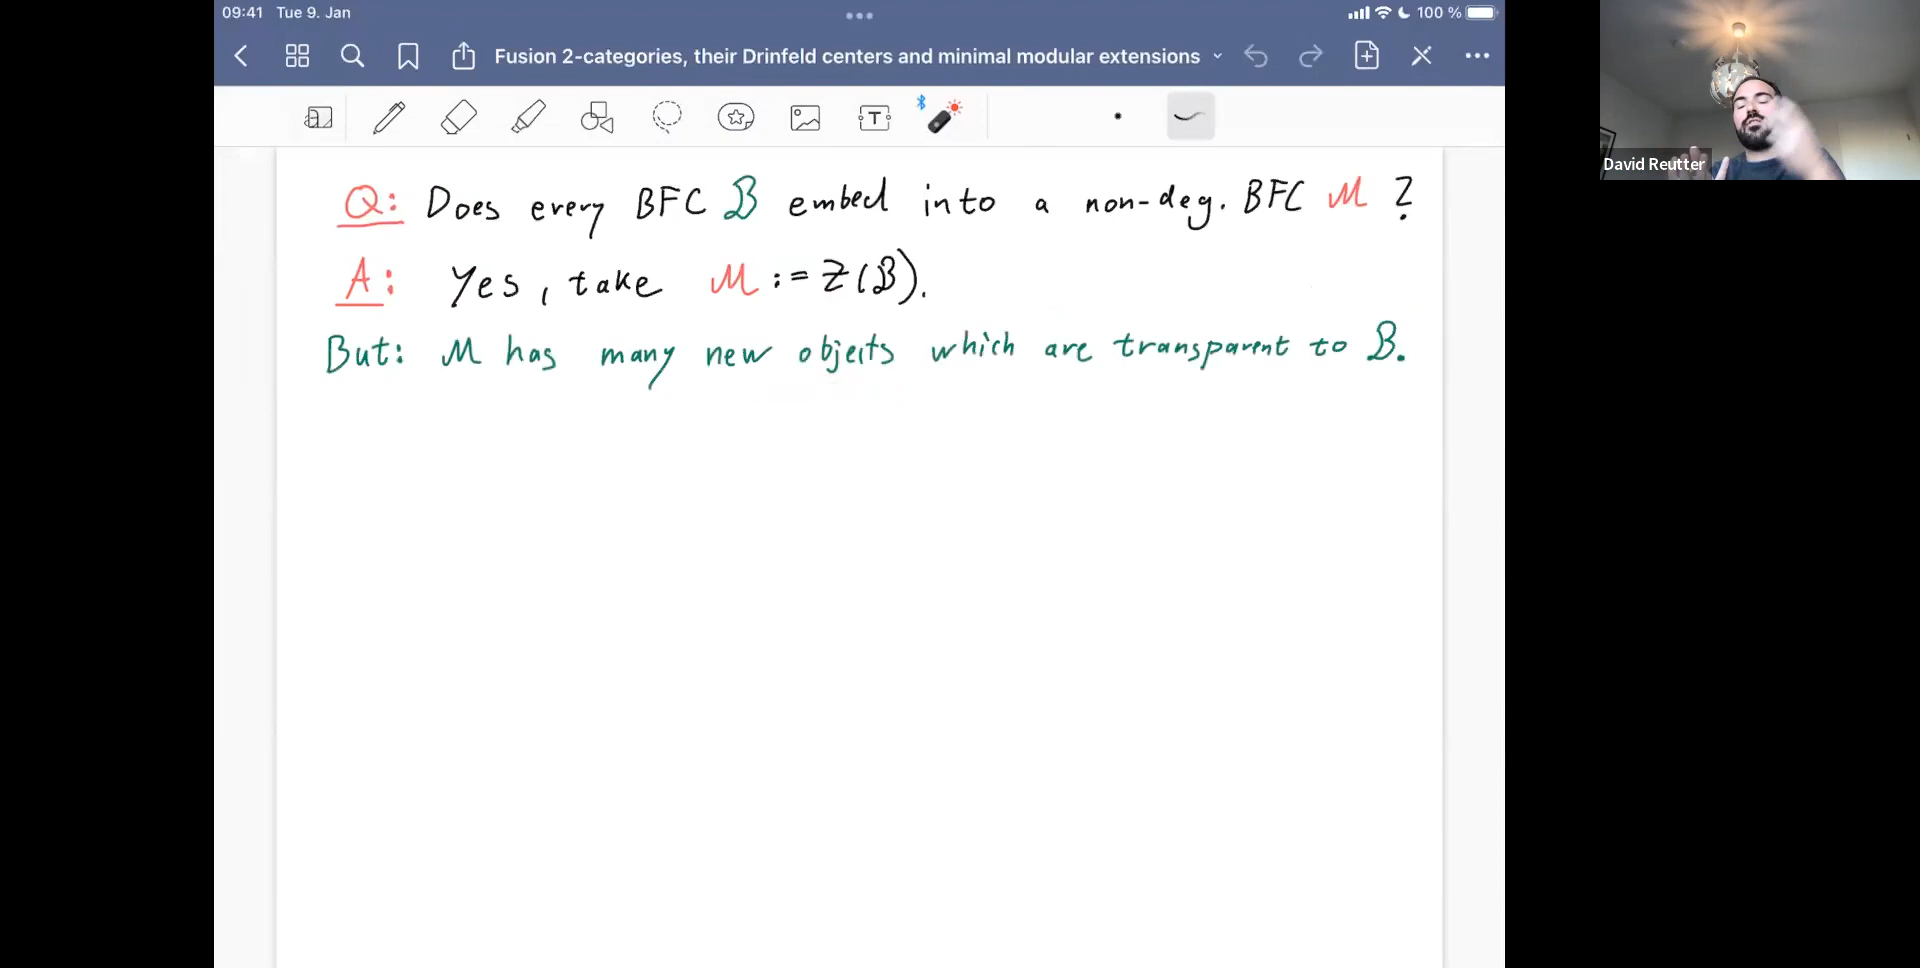 09:41 Tue 9. Jan
100 %
Fusion 2-categories, their Drinfeld centers and minimal modular extensions
T
Q: Does every BFC B embed into a non-deg. BFC M ?
A: Yes, take M := Z(B).
But: M has many new objects which are transparent to B.
David Reutter